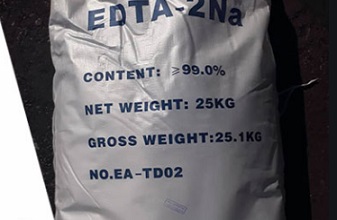 EDTA-2Na
CONTENT: ≥99.0%
NET WEIGHT: 25KG
GROSS WEIGHT:25.1KG
NO.EA-TD02